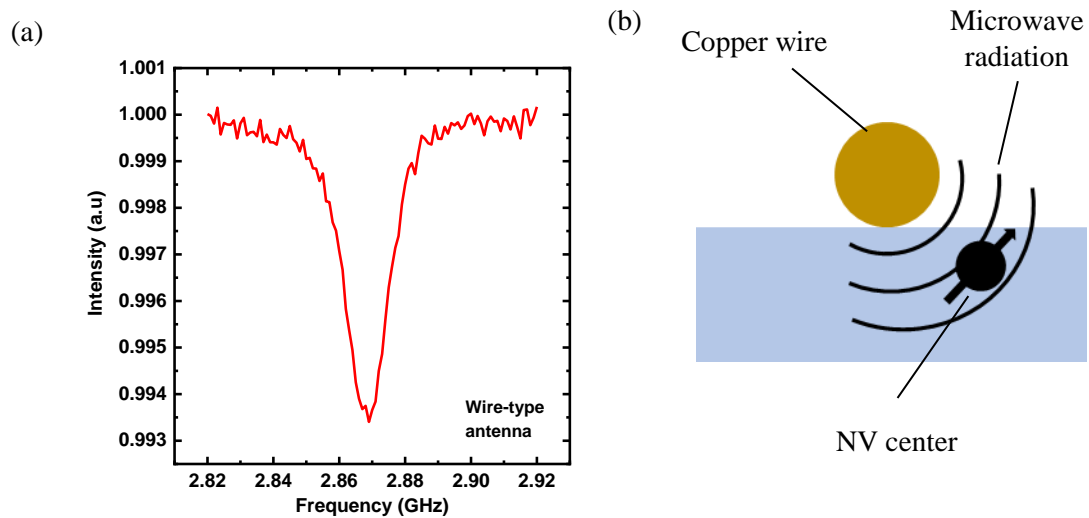 (a)
1.001
1.000
0.999
0.998
0.997
0.996
0.995
0.994
0.993
Intensity (a.u)
2.82 2.84 2.86 2.88 2.90 2.92
Frequency (GHz)
Wire-type
antenna
(b)
Copper wire
Microwave
radiation
NV center